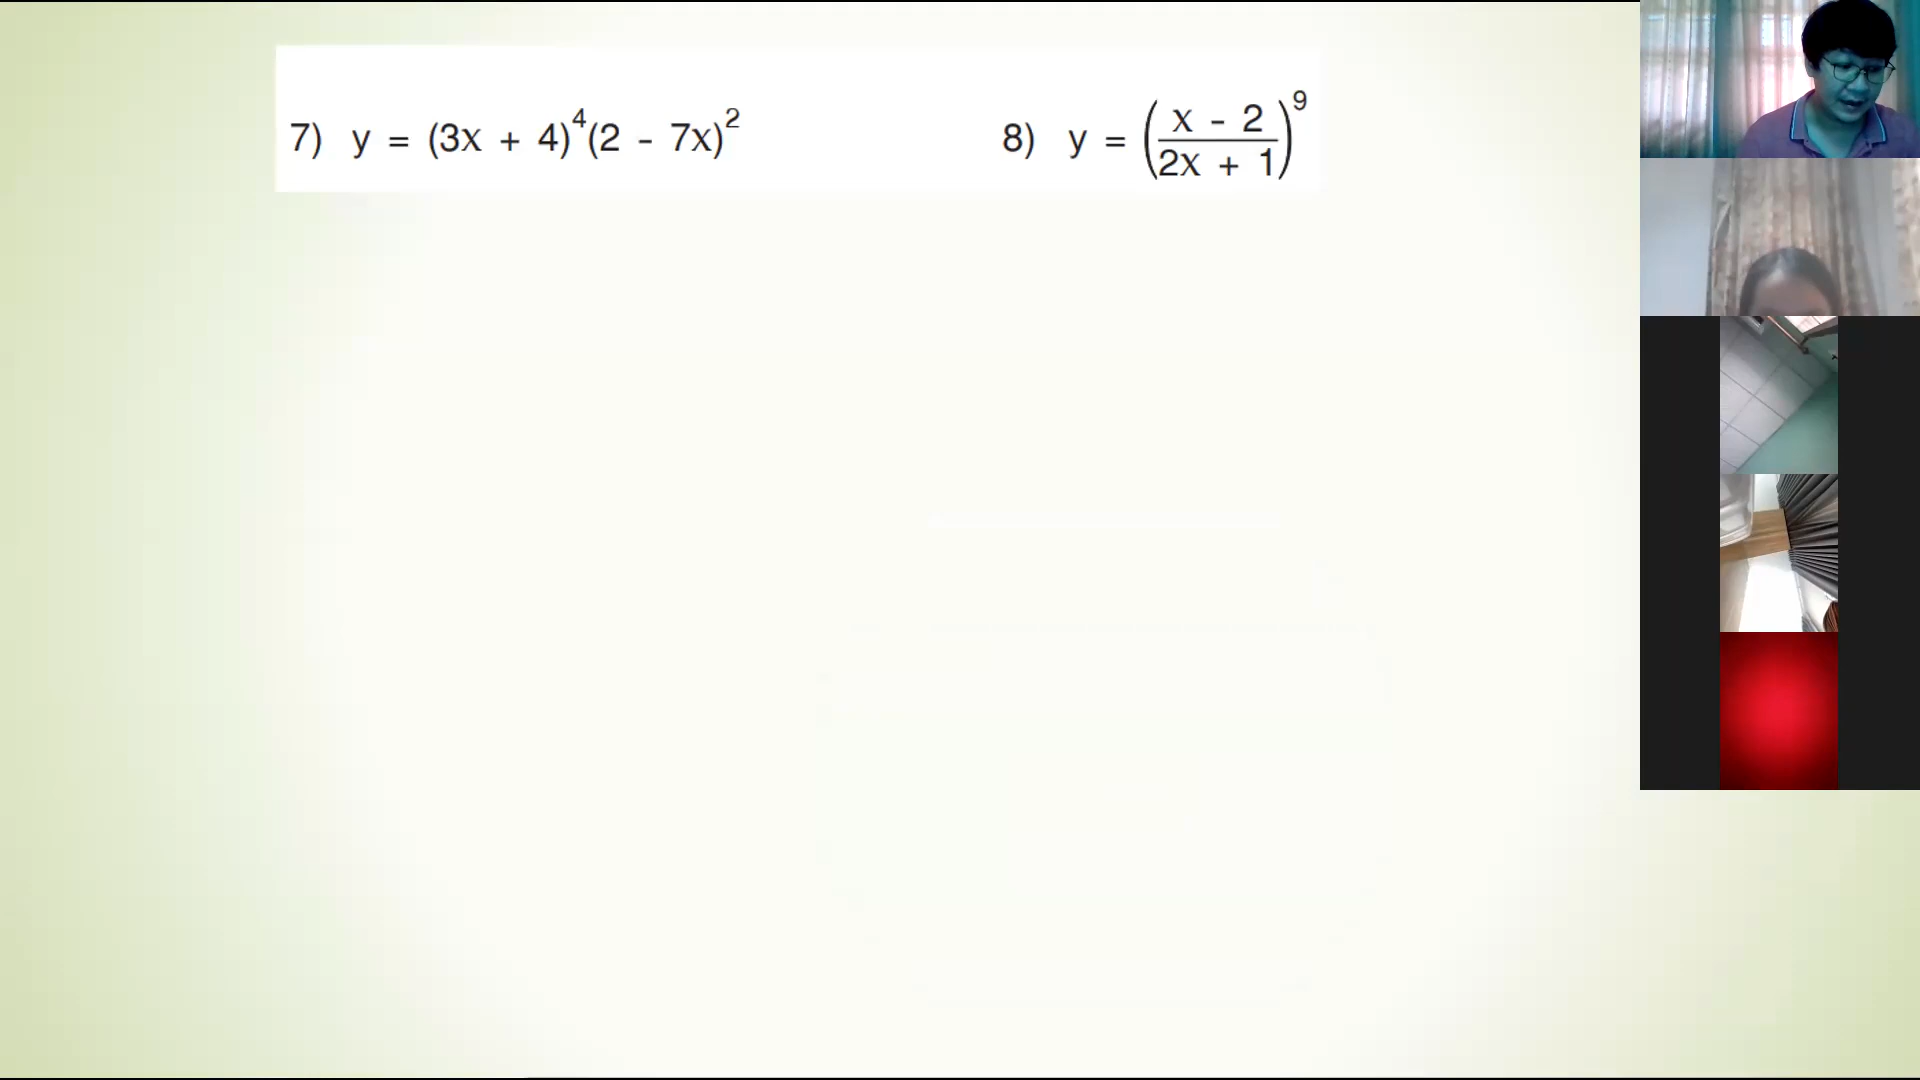 7) y = (3x + 4)^4(2 - 7x)^2
8) y = ((x - 2)/(2x + 1))^9